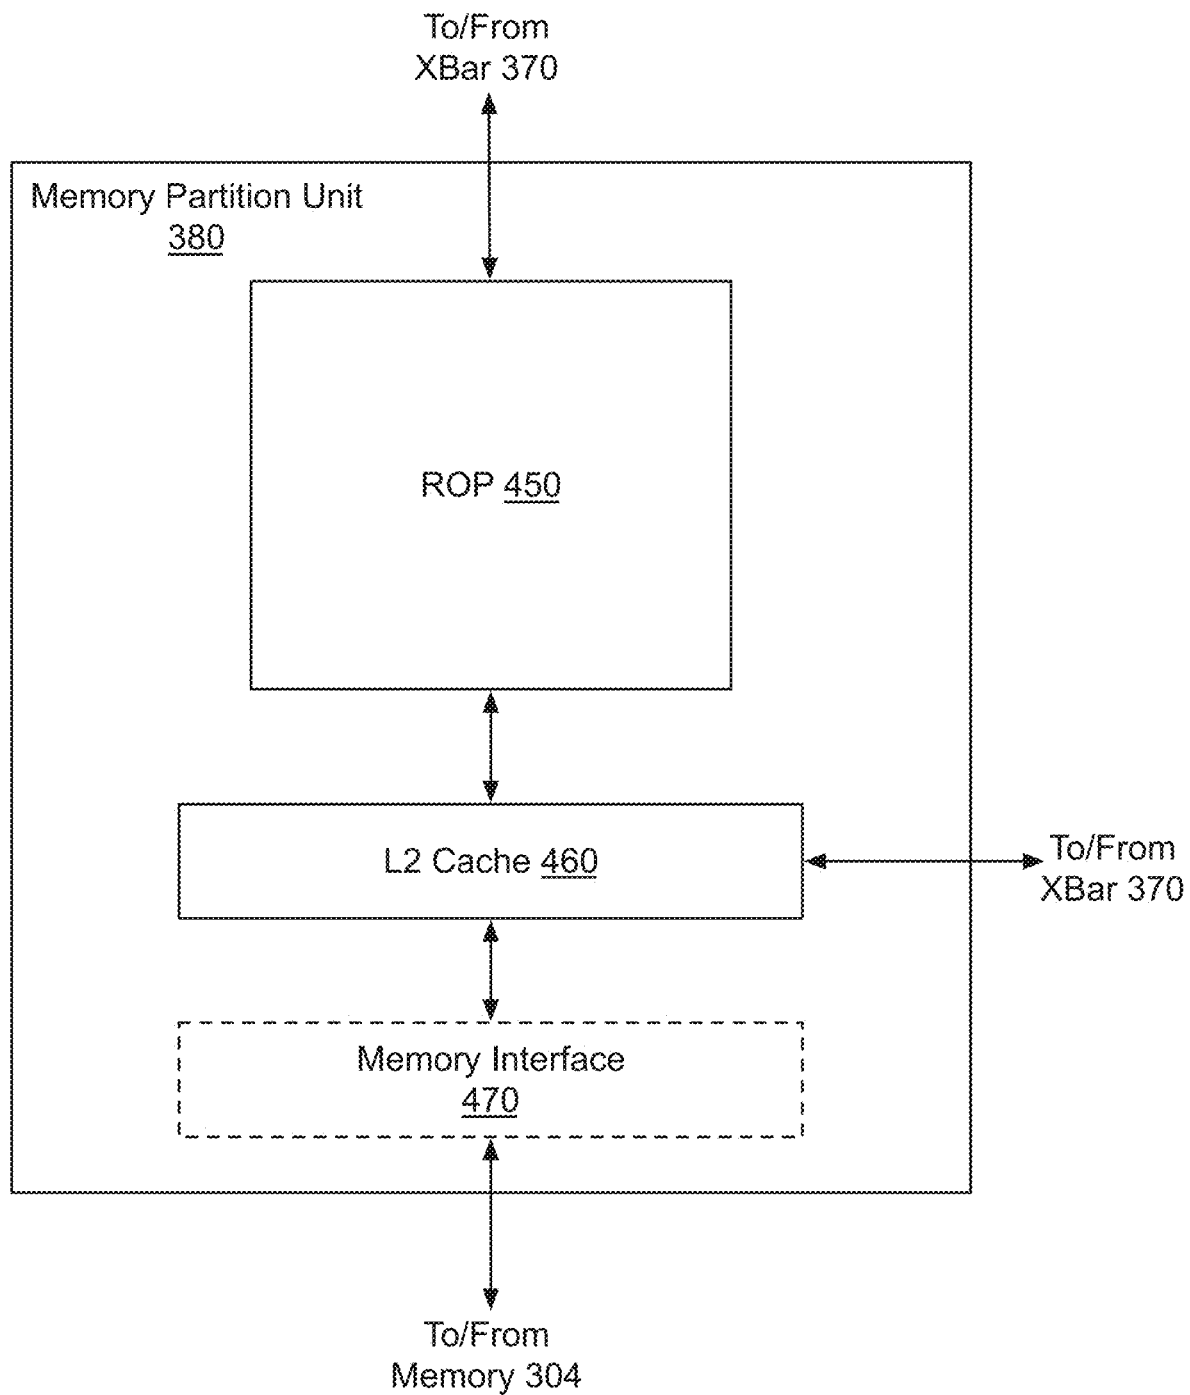 To/From
XBar 370
Memory Partition Unit
380
ROP 450
L2 Cache 460
To/From
XBar 370
Memory Interface
470
To/From
Memory 304